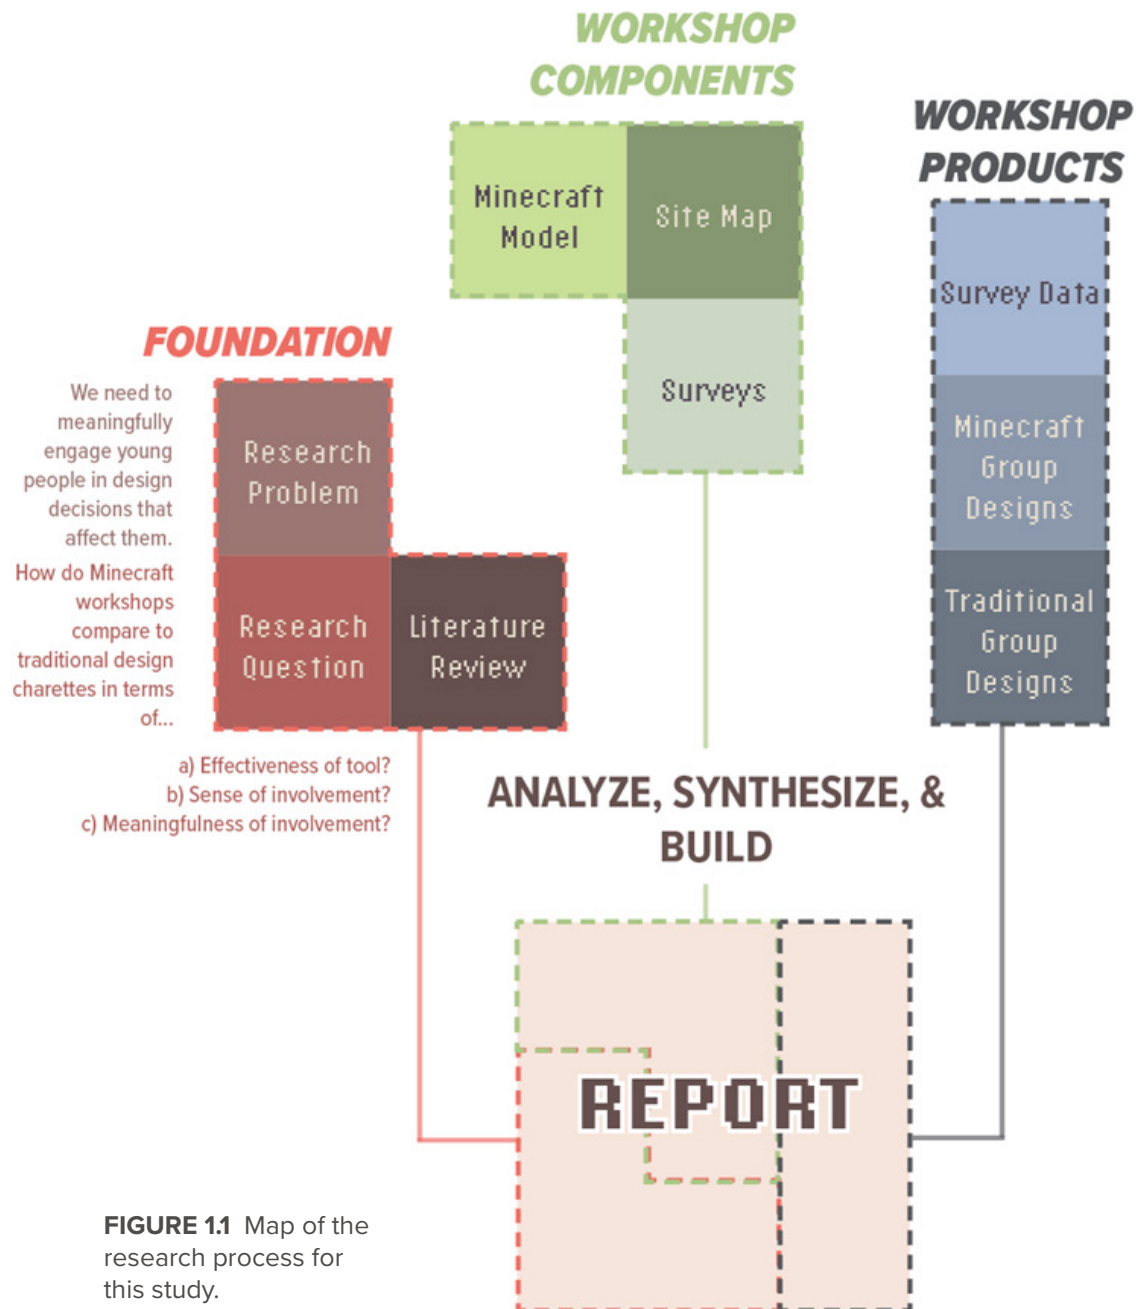 WORKSHOP
COMPONENTS
Minecraft
Model
Site Map
Surveys
WORKSHOP
PRODUCTS
Survey Data
Minecraft
Group
Designs
Traditional
Group
Designs
FOUNDATION
We need to
meaningfully
engage young
people in design
decisions that
affect them.
How do Minecraft
workshops
compare to
traditional design
charettes in terms
of...
a) Effectiveness of tool?
b) Sense of involvement?
c) Meaningfulness of involvement?
Research
Problem
Research
Question
Literature
Review
ANALYZE, SYNTHESIZE, &
BUILD
REPORT
FIGURE 1.1 Map of the
research process for
this study.